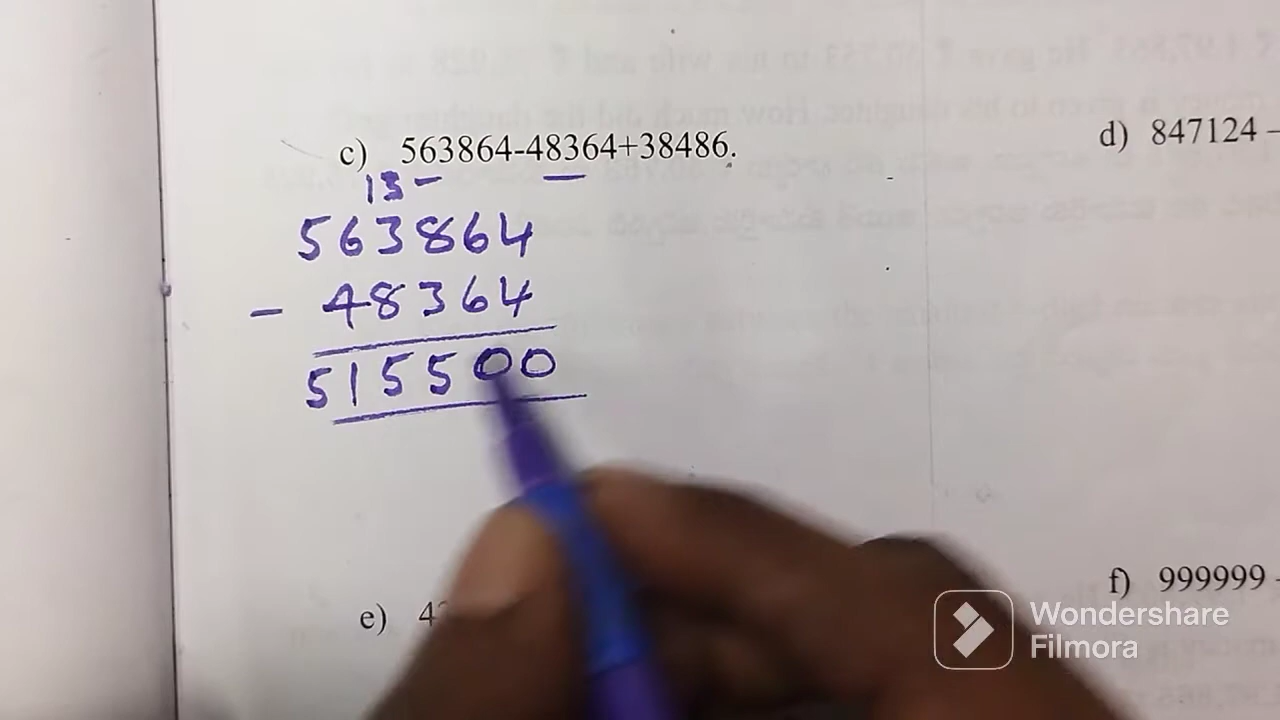 c) 563864-48364+38486.
d) 847124 -
13
563864
- 48364
515500
e) 4
f) 999999 -
Wondershare
Filmora